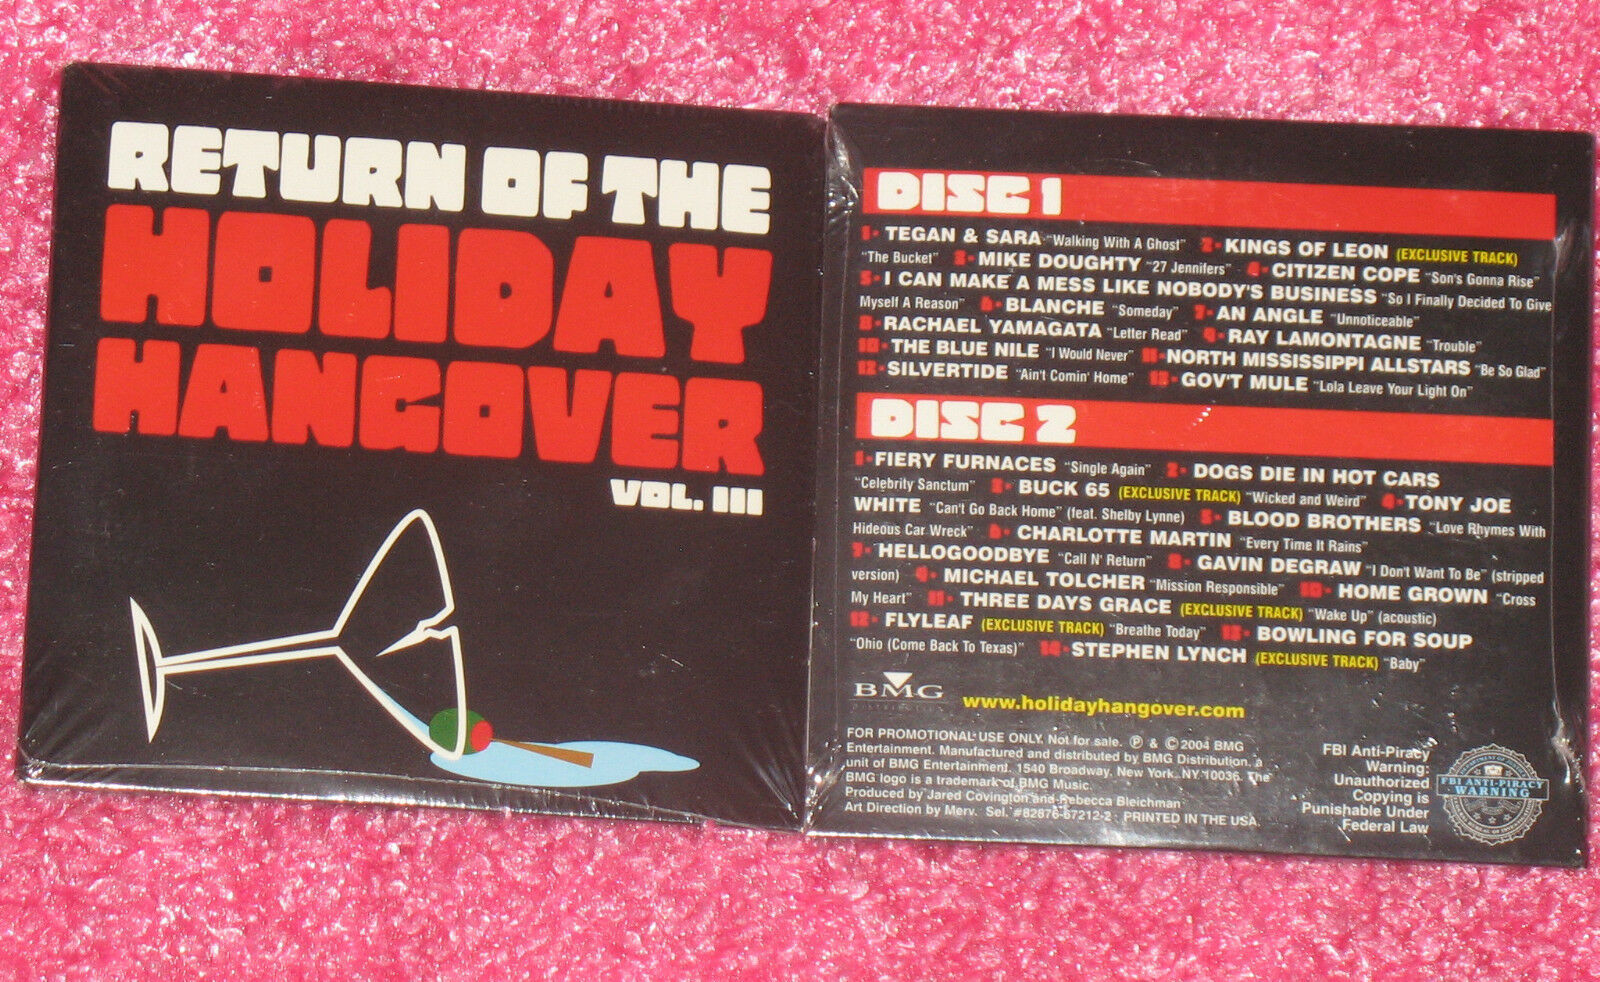 RETURN OF THE
HOLIDAY
HANGOVER
VOL. III
DISC 1
1· TEGAN & SARA "Walking With A Ghost" 2· KINGS OF LEON (EXCLUSIVE TRACK)
"The Bucket" 3· MIKE DOUGHTY "27 Jennifers" 4· CITIZEN COPE "Son's Gonna Rise"
5· I CAN MAKE A MESS LIKE NOBODY'S BUSINESS "So I Finally Decided To Give
Myself A Reason" 6· BLANCHE "Someday" 7· AN ANGLE "Unnoticeable"
8· RACHAEL YAMAGATA "Letter Read" 9· RAY LAMONTAGNE "Trouble"
10· THE BLUE NILE "I Would Never" 11· NORTH MISSISSIPPI ALLSTARS "Be So Glad"
12· SILVERTIDE "Ain't Comin' Home" 13· GOV'T MULE "Lola Leave Your Light On"
DISC 2
1· FIERY FURNACES "Single Again" 2· DOGS DIE IN HOT CARS
"Celebrity Sanctum" 3· BUCK 65 (EXCLUSIVE TRACK) "Wicked and Weird" 4· TONY JOE
WHITE "Can't Go Back Home" (feat. Shelby Lynne) 5· BLOOD BROTHERS "Love Rhymes With
Hideous Car Wreck" 6· CHARLOTTE MARTIN "Every Time It Rains"
7· HELLOGOODBYE "Call N' Return" 8· GAVIN DEGRAW "I Don't Want To Be" (stripped
version) 9· MICHAEL TOLCHER "Mission Responsible" 10· HOME GROWN "Cross
My Heart" 11· THREE DAYS GRACE (EXCLUSIVE TRACK) "Wake Up" (acoustic)
12· FLYLEAF (EXCLUSIVE TRACK) "Breathe Today" 13· BOWLING FOR SOUP
"Ohio (Come Back To Texas)" 14· STEPHEN LYNCH (EXCLUSIVE TRACK) "Baby"
BMG
DISTRIBUTION
www.holidayhangover.com
FOR PROMOTIONAL USE ONLY. Not for sale. ℗ & © 2004 BMG
Entertainment. Manufactured and distributed by BMG Distribution, a
unit of BMG Entertainment, 1540 Broadway, New York, NY 10036. The
BMG logo is a trademark of BMG Music.
Produced by Jared Covington and Rebecca Bleichman
Art Direction by Merv. Sel. #82876-67212-2 · PRINTED IN THE USA.
FBI Anti-Piracy
Warning:
Unauthorized
Copying is
Punishable Under
Federal Law
FBI ANTI-PIRACY
WARNING